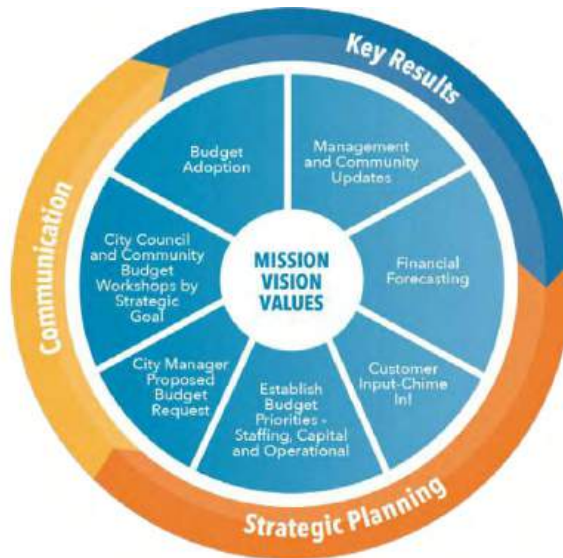 Key Results
Budget
Adoption
Management
and Community
Updates
Communication
City Council
and Community
Budget
Workshops by
Strategic
Goal
MISSION
VISION
VALUES
Financial
Forecasting
City Manager
Proposed
Budget
Request
Establish
Budget
Priorities -
Staffing, Capital
and Operational
Customer
Input-Chime
In!
Strategic Planning